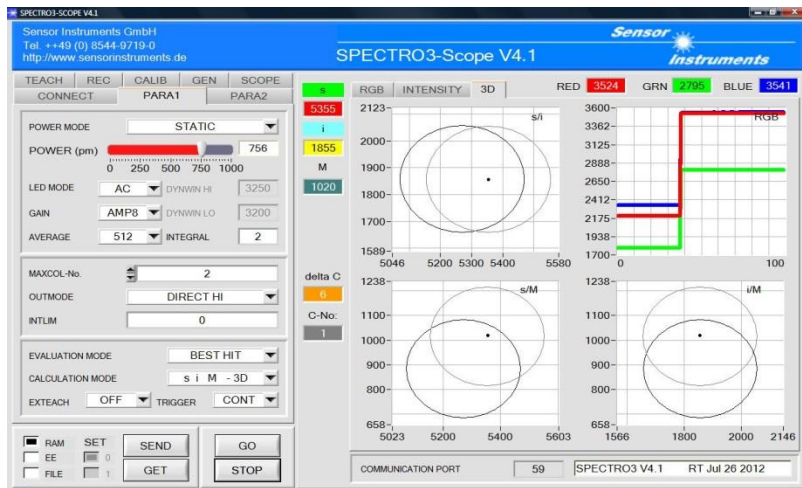 SPECTRO3-SCOPE V4.1
Sensor Instruments GmbH
Tel. ++49 (0) 8544-9719-0
http://www.sensorinstruments.de
SPECTRO3-Scope V4.1
Sensor
Instruments
TEACH REC CALIB GEN SCOPE
CONNECT PARA1 PARA2
POWER MODE STATIC
POWER (pm) 756
0 250 500 750 1000
LED MODE AC DYNWIN HI 3250
GAIN AMP8 DYNWIN LO 3200
AVERAGE 512 INTEGRAL 2
MAXCOL-No. 2
OUTMODE DIRECT HI
INTLIM 0
EVALUATION MODE BEST HIT
CALCULATION MODE s i M - 3D
EXTEACH OFF TRIGGER CONT
RAM SET SEND GO
EE 0
FILE 1 GET STOP
s
5355
i
1855
M
1020
delta C
6
C-No:
1
RGB INTENSITY 3D
RED 3524 GRN 2795 BLUE 3541
s/i
2123
2000
1900
1800
1700
1589
5046 5200 5300 5400 5580
RGB
3600
3362
3125
2888
2650
2412
2175
1938
1700
0 100
s/M
1238
1100
1000
900
800
658
5023 5200 5400 5603
i/M
1238
1100
1000
900
800
658
1566 1800 2000 2146
COMMUNICATION PORT 59 SPECTRO3 V4.1 RT Jul 26 2012